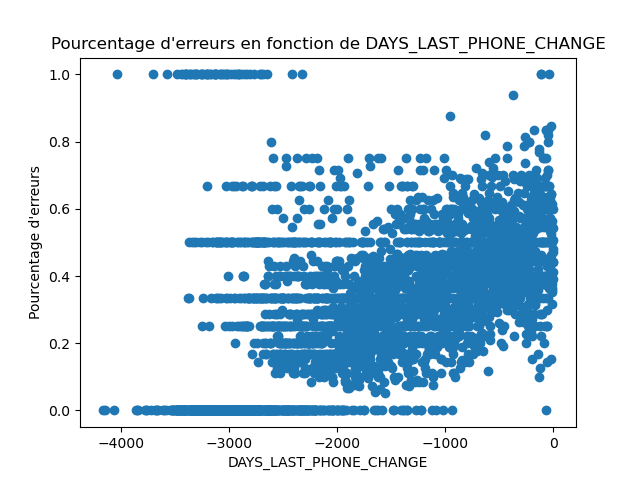 Pourcentage d'erreurs en fonction de DAYS_LAST_PHONE_CHANGE
1.0
0.8
0.6
0.4
0.2
0.0
Pourcentage d'erreurs
−4000 −3000 −2000 −1000 0
DAYS_LAST_PHONE_CHANGE